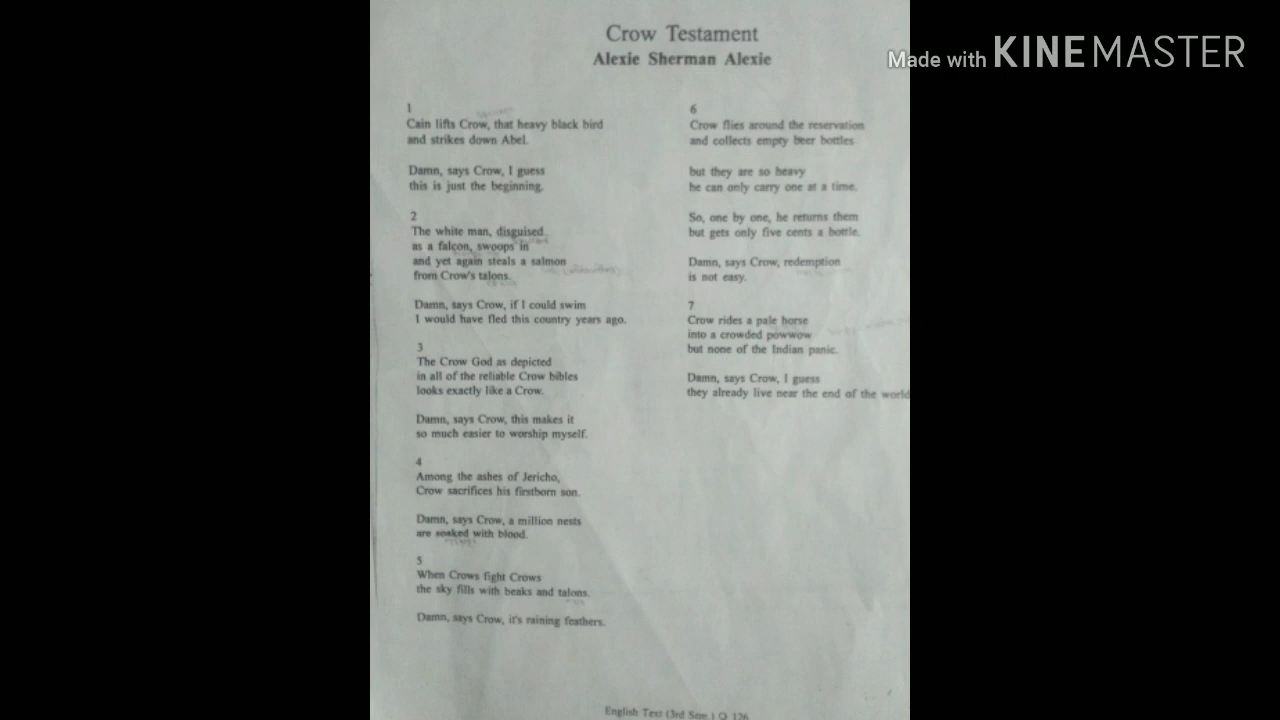 Crow Testament
Alexie Sherman Alexie
Made with KINEMASTER
1
Cain lifts Crow, that heavy black bird
and strikes down Abel.
Damn, says Crow, I guess
this is just the beginning.
2
The white man, disguised
as a falcon, swoops in
and yet again steals a salmon
from Crow's talons.
Damn, says Crow, if I could swim
I would have fled this country years ago.
3
The Crow God as depicted
in all of the reliable Crow bibles
looks exactly like a Crow.
Damn, says Crow, this makes it
so much easier to worship myself.
4
Among the ashes of Jericho,
Crow sacrifices his firstborn son.
Damn, says Crow, a million nests
are soaked with blood.
5
When Crows fight Crows
the sky fills with beaks and talons.
Damn, says Crow, it's raining feathers.
6
Crow flies around the reservation
and collects empty beer bottles
but they are so heavy
he can only carry one at a time.
So, one by one, he returns them
but gets only five cents a bottle.
Damn, says Crow, redemption
is not easy.
7
Crow rides a pale horse
into a crowded powwow
but none of the Indian panic.
Damn, says Crow, I guess
they already live near the end of the world
English Text (3rd Sem.) O 126